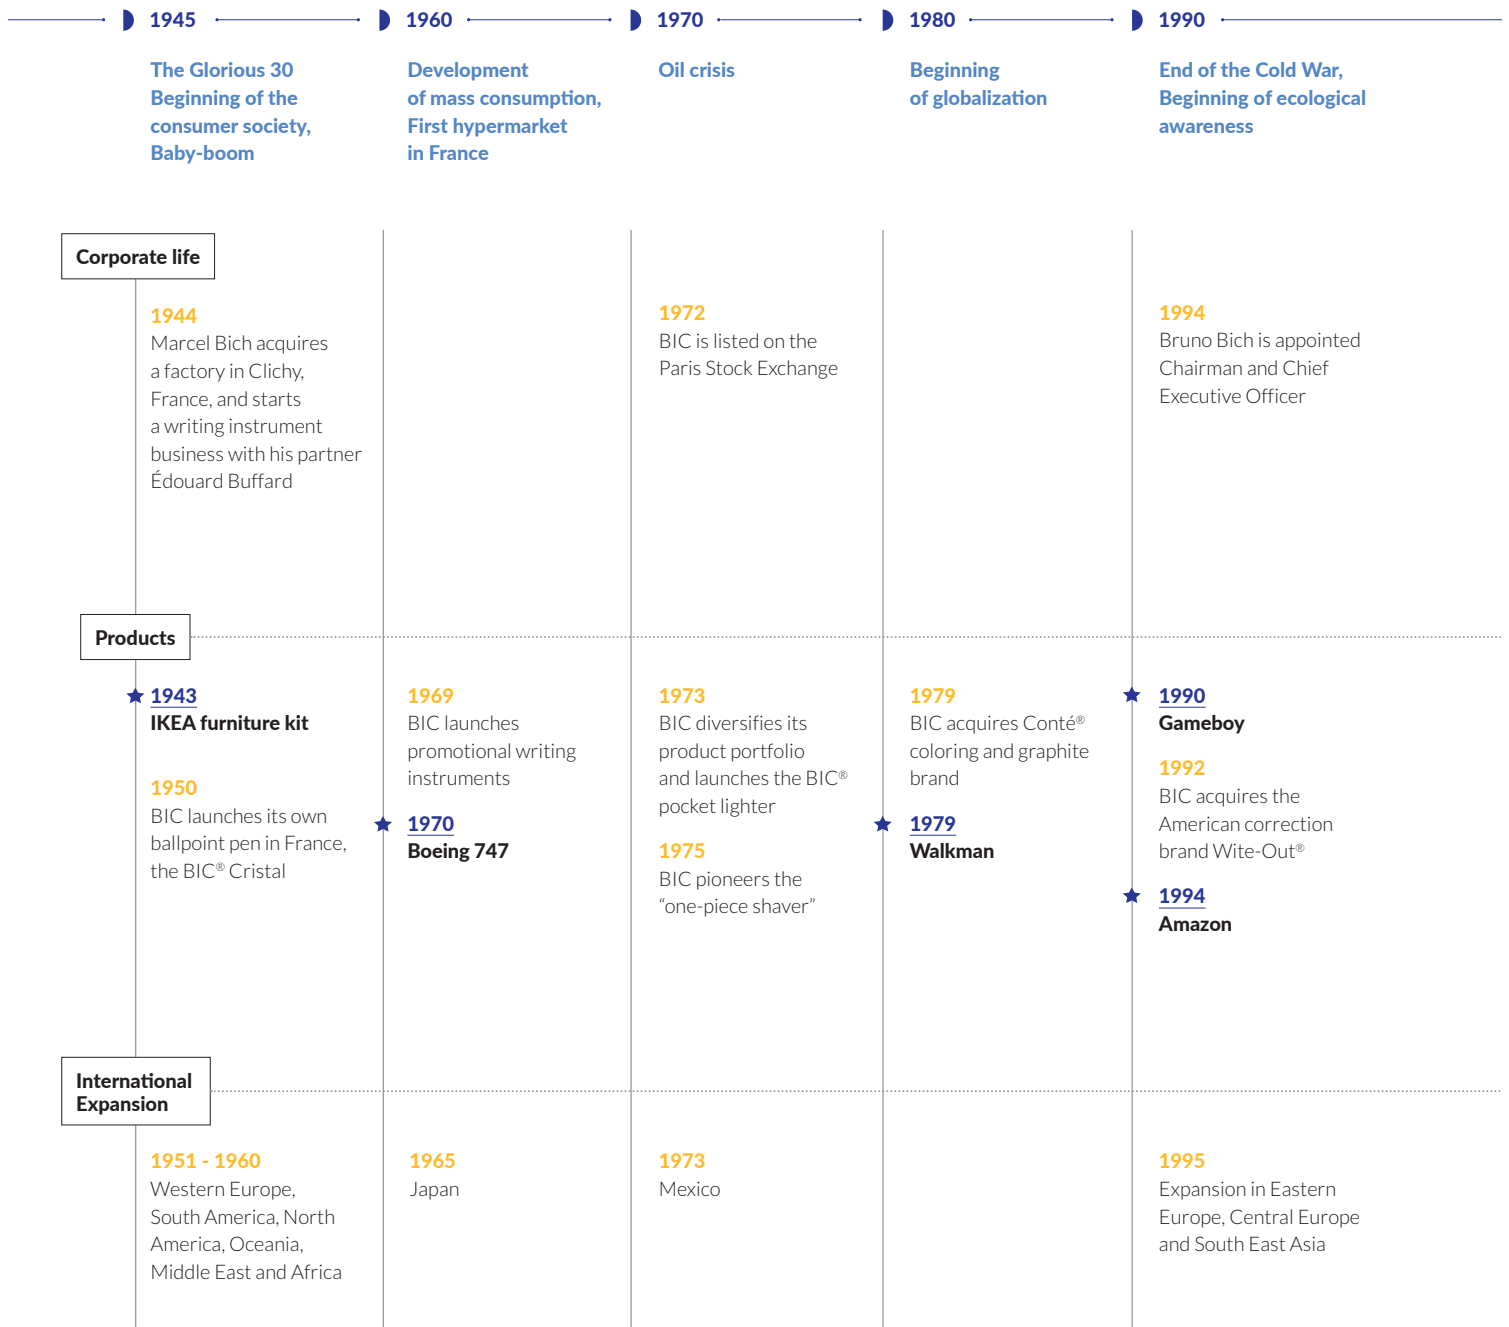 1945
1960
1970
1980
1990
The Glorious 30
Beginning of the
consumer society,
Baby-boom
Development
of mass consumption,
First hypermarket
in France
Oil crisis
Beginning
of globalization
End of the Cold War,
Beginning of ecological
awareness
Corporate life
1944
Marcel Bich acquires
a factory in Clichy,
France, and starts
a writing instrument
business with his partner
Édouard Buffard
1972
BIC is listed on the
Paris Stock Exchange
1994
Bruno Bich is appointed
Chairman and Chief
Executive Officer
Products
1943
IKEA furniture kit
1950
BIC launches its own
ballpoint pen in France,
the BIC® Cristal
1969
BIC launches
promotional writing
instruments
1970
Boeing 747
1973
BIC diversifies its
product portfolio
and launches the BIC®
pocket lighter
1975
BIC pioneers the
“one-piece shaver”
1979
BIC acquires Conté®
coloring and graphite
brand
1979
Walkman
1990
Gameboy
1992
BIC acquires the
American correction
brand Wite-Out®
1994
Amazon
International
Expansion
1951 - 1960
Western Europe,
South America, North
America, Oceania,
Middle East and Africa
1965
Japan
1973
Mexico
1995
Expansion in Eastern
Europe, Central Europe
and South East Asia